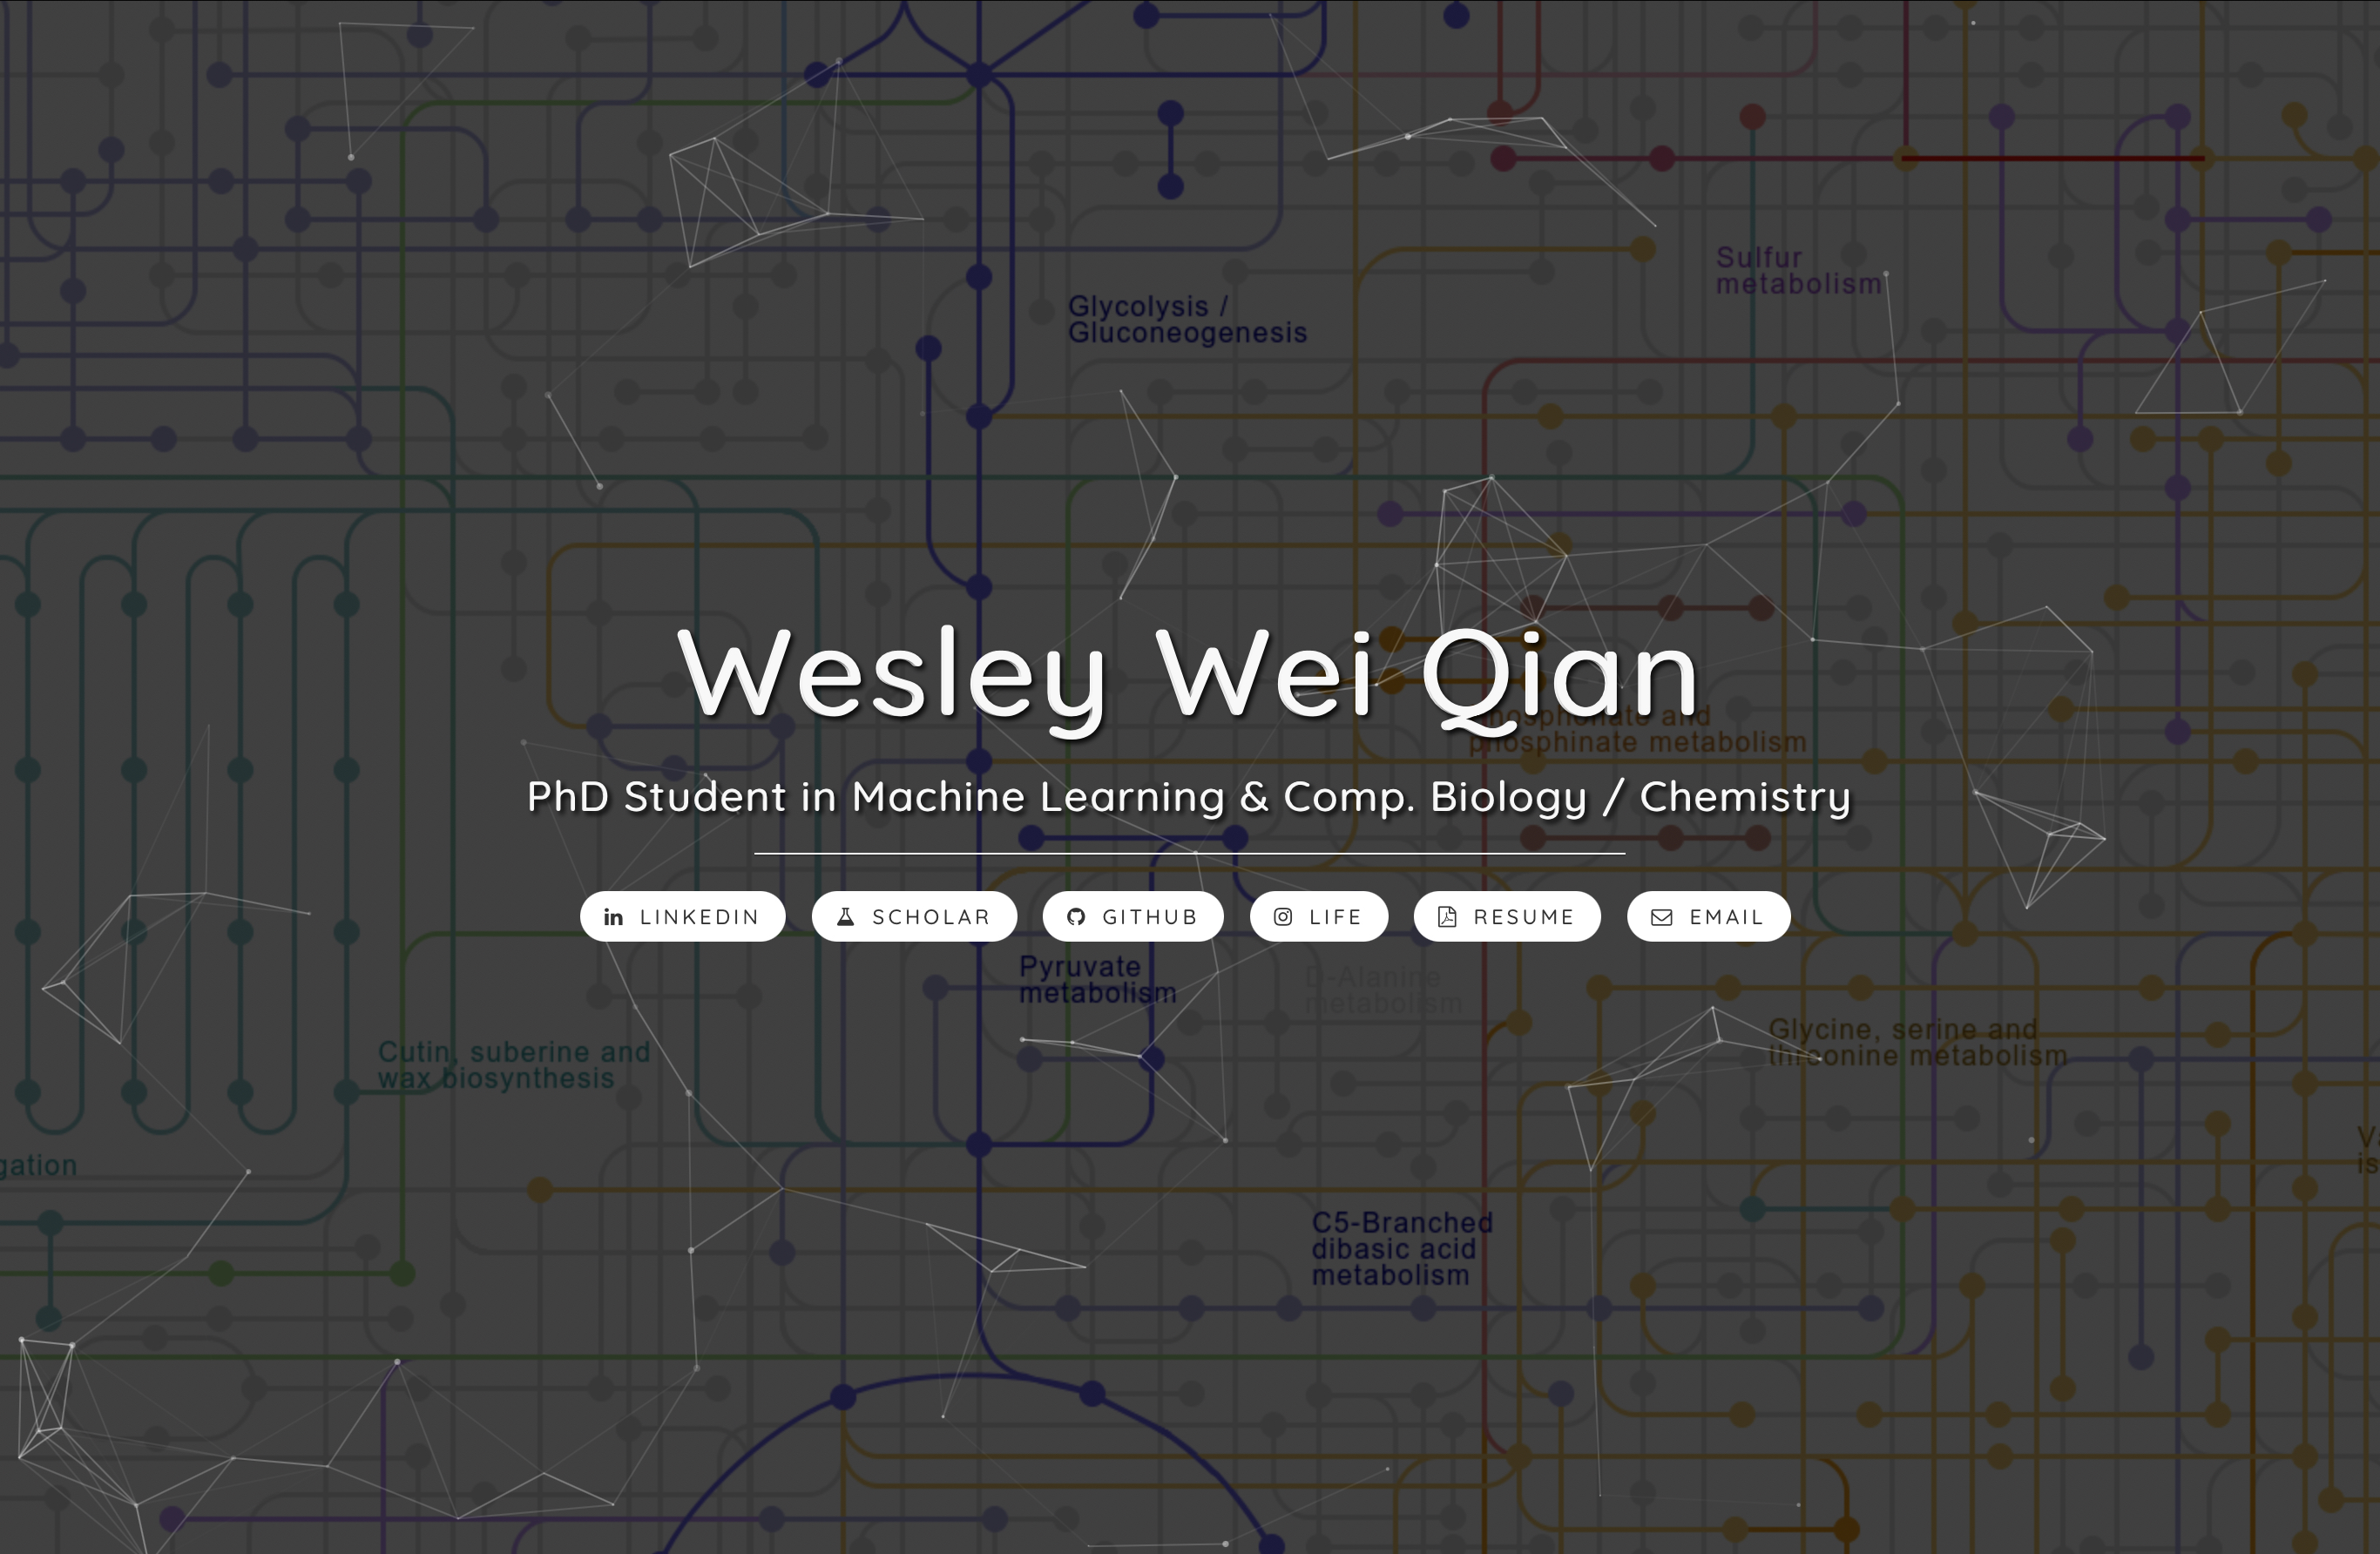 Sulfur
metabolism
Glycolysis /
Gluconeogenesis
Wesley Wei Qian
phosphonate and
phosphinate metabolism
PhD Student in Machine Learning & Comp. Biology / Chemistry
LINKEDIN
SCHOLAR
GITHUB
LIFE
RESUME
EMAIL
Pyruvate
metabolism
D-Alanine
metabolism
Glycine, serine and
threonine metabolism
Cutin, suberine and
wax biosynthesis
C5-Branched
dibasic acid
metabolism